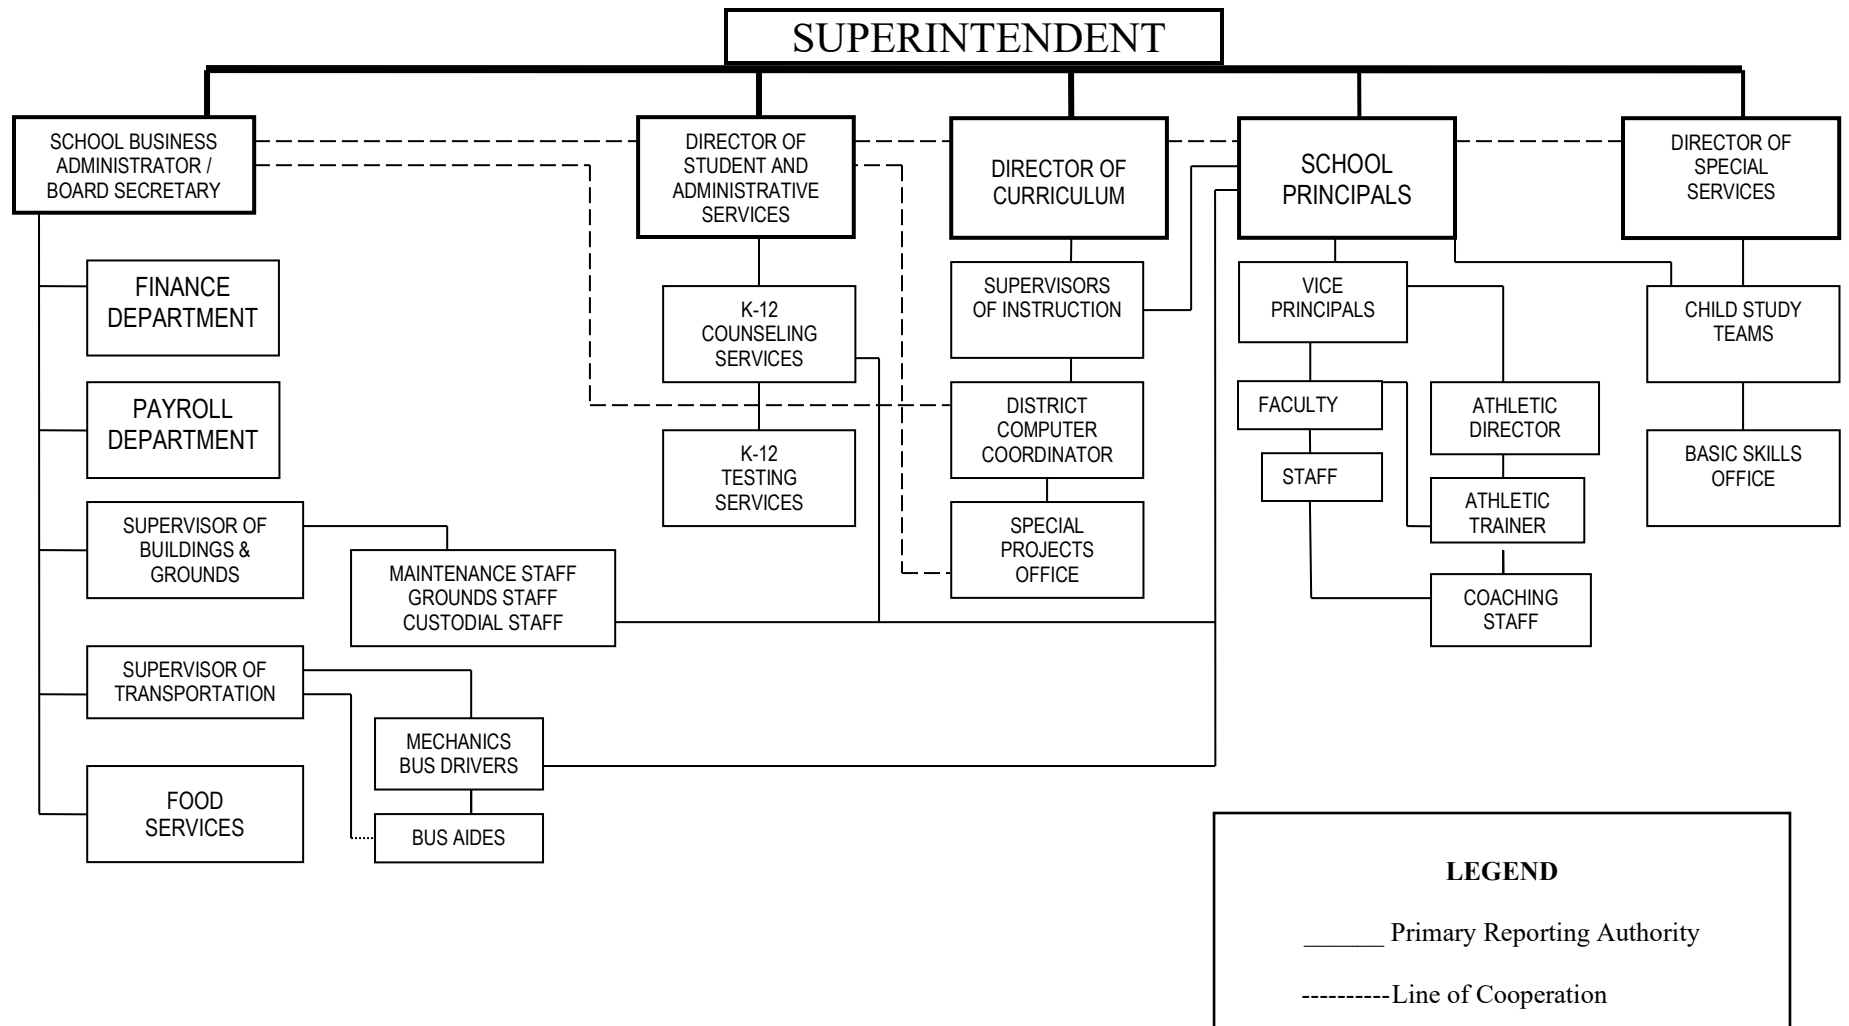 SUPERINTENDENT
SCHOOL BUSINESS
ADMINISTRATOR /
BOARD SECRETARY
DIRECTOR OF
STUDENT AND
ADMINISTRATIVE
SERVICES
DIRECTOR OF
CURRICULUM
SCHOOL
PRINCIPALS
DIRECTOR OF
SPECIAL
SERVICES
FINANCE
DEPARTMENT
PAYROLL
DEPARTMENT
SUPERVISOR OF
BUILDINGS &
GROUNDS
MAINTENANCE STAFF
GROUNDS STAFF
CUSTODIAL STAFF
SUPERVISOR OF
TRANSPORTATION
MECHANICS
BUS DRIVERS
BUS AIDES
FOOD
SERVICES
K-12
COUNSELING
SERVICES
K-12
TESTING
SERVICES
SUPERVISORS
OF INSTRUCTION
DISTRICT
COMPUTER
COORDINATOR
SPECIAL
PROJECTS
OFFICE
VICE
PRINCIPALS
FACULTY
STAFF
ATHLETIC
DIRECTOR
ATHLETIC
TRAINER
COACHING
STAFF
CHILD STUDY
TEAMS
BASIC SKILLS
OFFICE
LEGEND
______ Primary Reporting Authority
----------Line of Cooperation